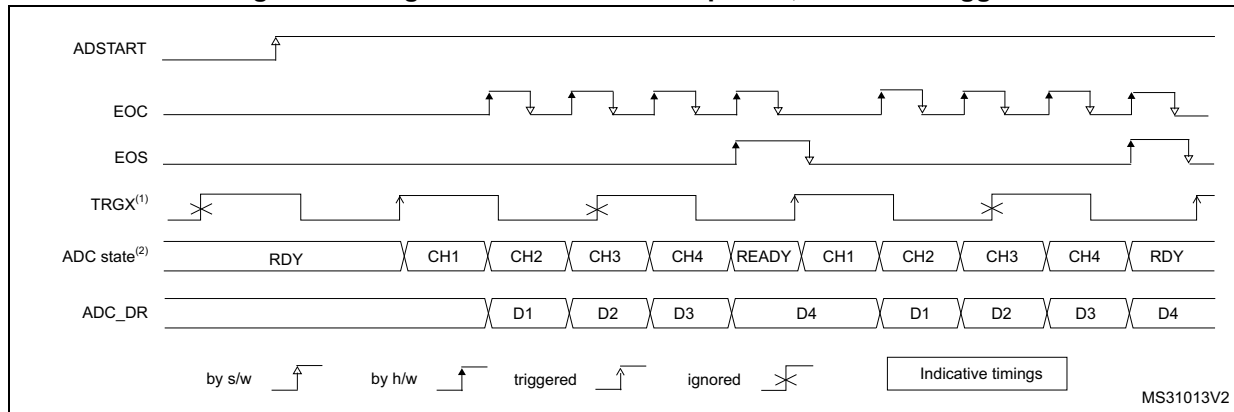 ADSTART
EOC
EOS
TRGX(1)
ADC state(2) RDY CH1 CH2 CH3 CH4 READY CH1 CH2 CH3 CH4 RDY
ADC_DR D1 D2 D3 D4 D1 D2 D3 D4
by s/w by h/w triggered ignored Indicative timings
MS31013V2